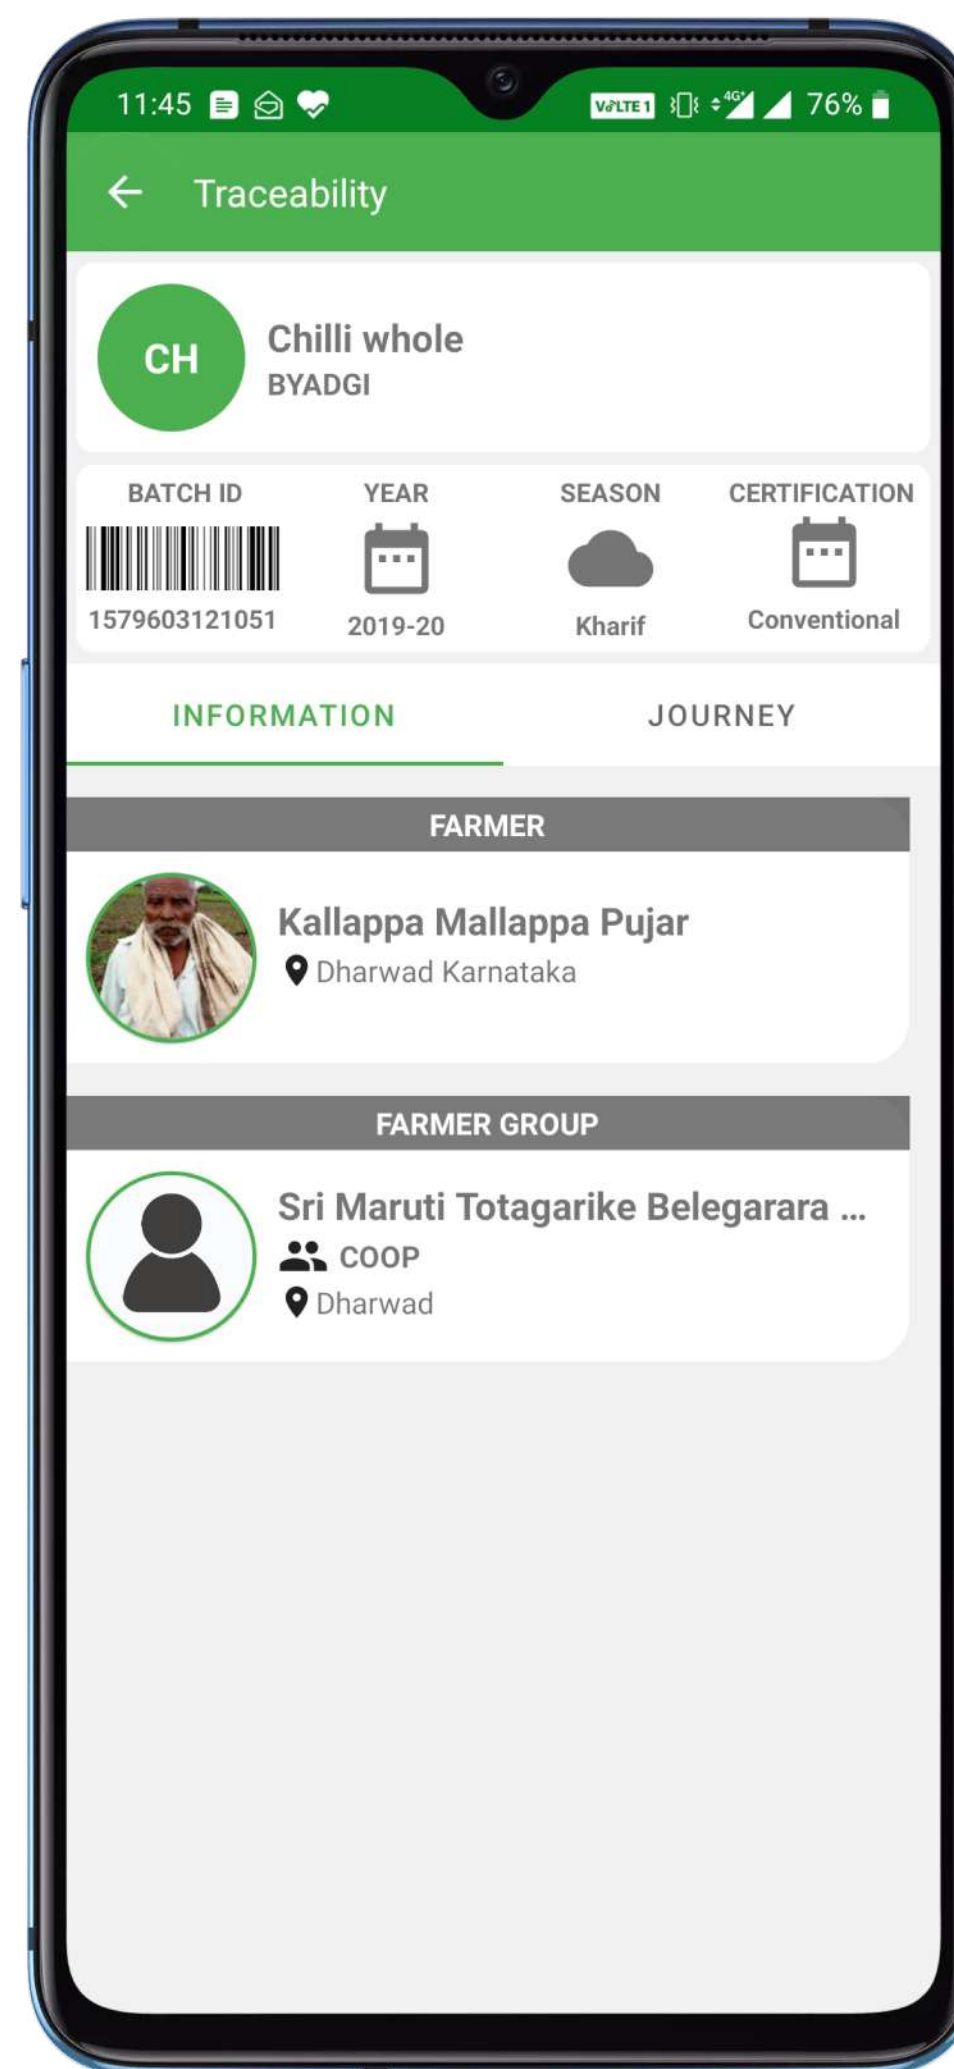 11:45 VoLTE 1 4G+ 76%
Traceability
CH
Chilli whole
BYADGI
BATCH ID YEAR SEASON CERTIFICATION
1579603121051 2019-20 Kharif Conventional
INFORMATION JOURNEY
FARMER
Kallappa Mallappa Pujar
Dharwad Karnataka
FARMER GROUP
Sri Maruti Totagarike Belegarara ...
COOP
Dharwad